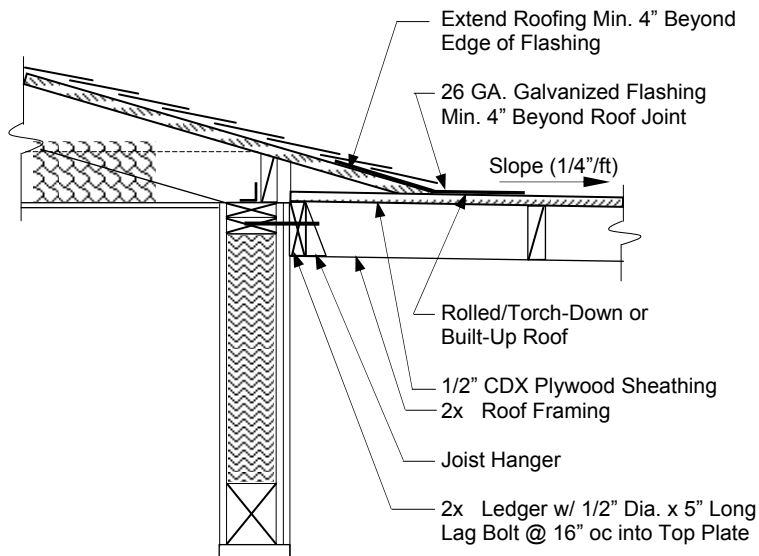 Extend Roofing Min. 4” Beyond
Edge of Flashing
26 GA. Galvanized Flashing
Min. 4” Beyond Roof Joint
Slope (1/4”/ft)
Rolled/Torch-Down or
Built-Up Roof
1/2” CDX Plywood Sheathing
2x Roof Framing
Joist Hanger
2x Ledger w/ 1/2” Dia. x 5” Long
Lag Bolt @ 16” oc into Top Plate